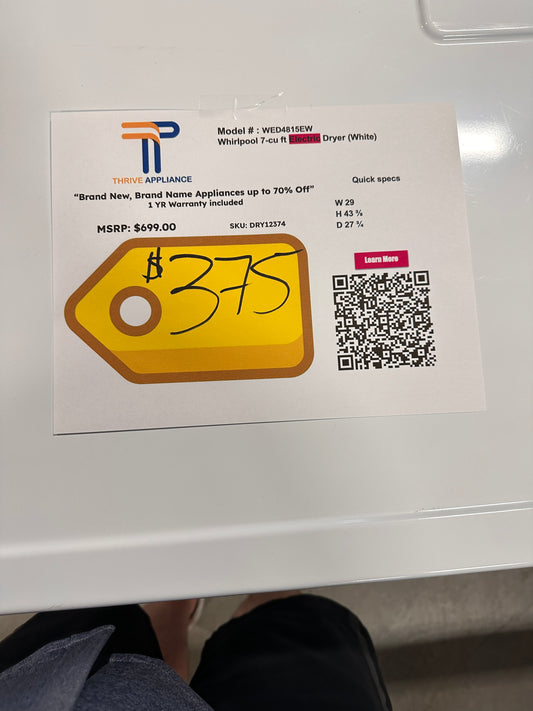 Model # : WED4815EW
Whirlpool 7-cu ft Electric Dryer (White)
THRIVE APPLIANCE
“Brand New, Brand Name Appliances up to 70% Off”
1 YR Warranty included
MSRP: $699.00
SKU: DRY12374
$375
Quick specs
W 29
H 43 ⅜
D 27 ¾
Learn More